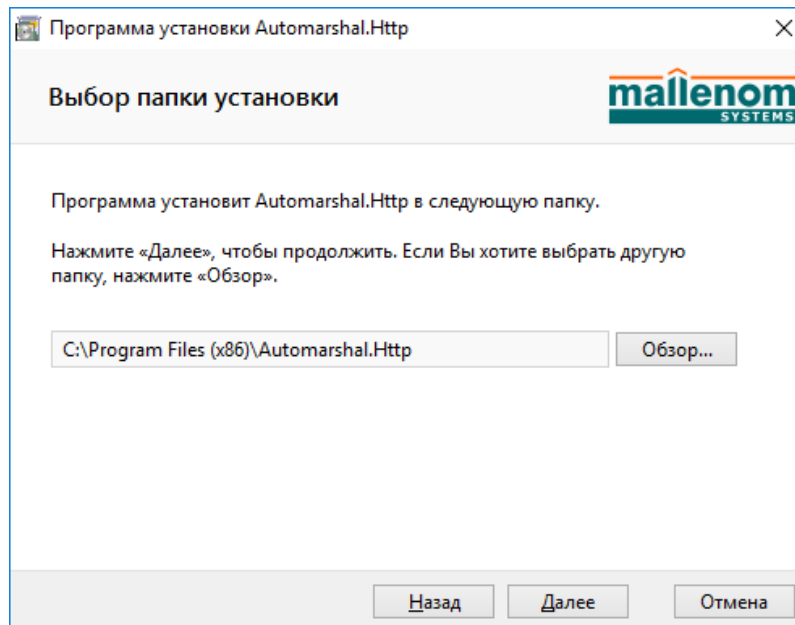 Программа установки Automarshal.Http
Выбор папки установки
mallenom
SYSTEMS
Программа установит Automarshal.Http в следующую папку.
Нажмите «Далее», чтобы продолжить. Если Вы хотите выбрать другую
папку, нажмите «Обзор».
C:\Program Files (x86)\Automarshal.Http
Обзор...
Назад
Далее
Отмена